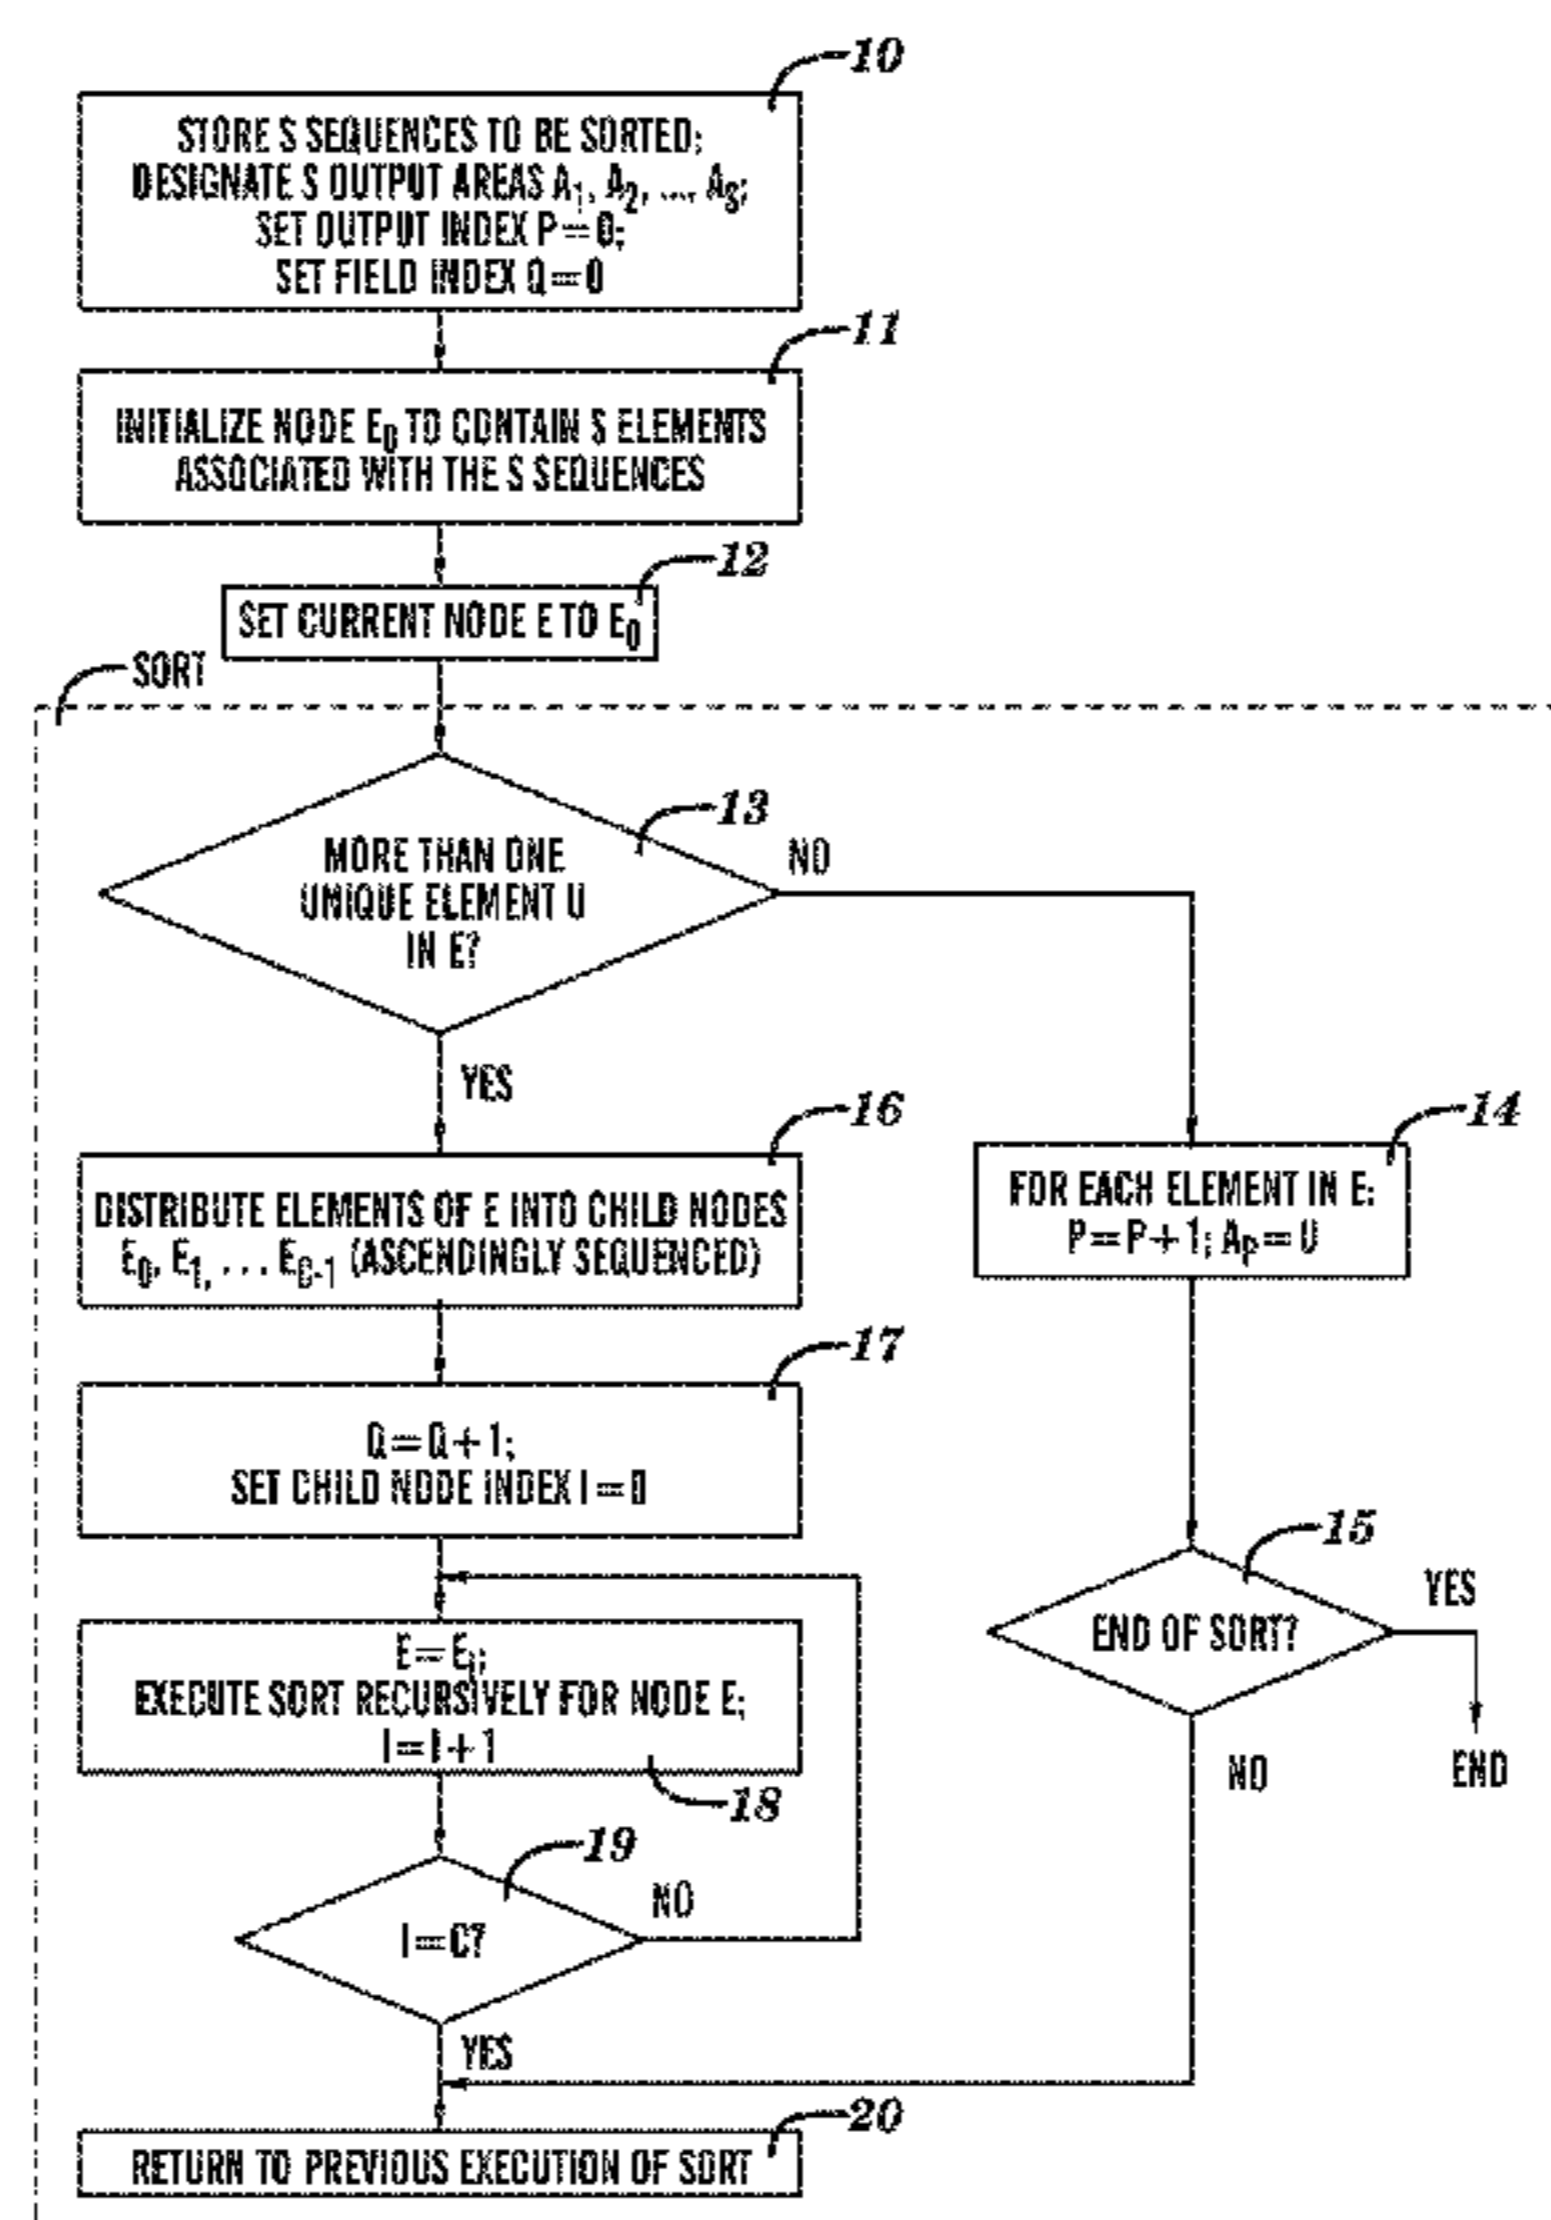 10
STORE S SEQUENCES TO BE SORTED;
DESIGNATE S OUTPUT AREAS A1, A2, ..., AS;
SET OUTPUT INDEX P=0;
SET FIELD INDEX Q=0
11
INITIALIZE NODE E0 TO CONTAIN S ELEMENTS
ASSOCIATED WITH THE S SEQUENCES
12
SET CURRENT NODE E TO E0
SORT
13
MORE THAN ONE
UNIQUE ELEMENT U
IN E?
NO
YES
16
DISTRIBUTE ELEMENTS OF E INTO CHILD NODES
E0, E1, ... EC-1 (ASCENDINGLY SEQUENCED)
14
FOR EACH ELEMENT IN E:
P=P+1; AP=U
17
Q=Q+1;
SET CHILD NODE INDEX I=0
15
END OF SORT?
YES
END
NO
E=EI;
EXECUTE SORT RECURSIVELY FOR NODE E;
I=I+1
18
19
I=C?
NO
YES
20
RETURN TO PREVIOUS EXECUTION OF SORT